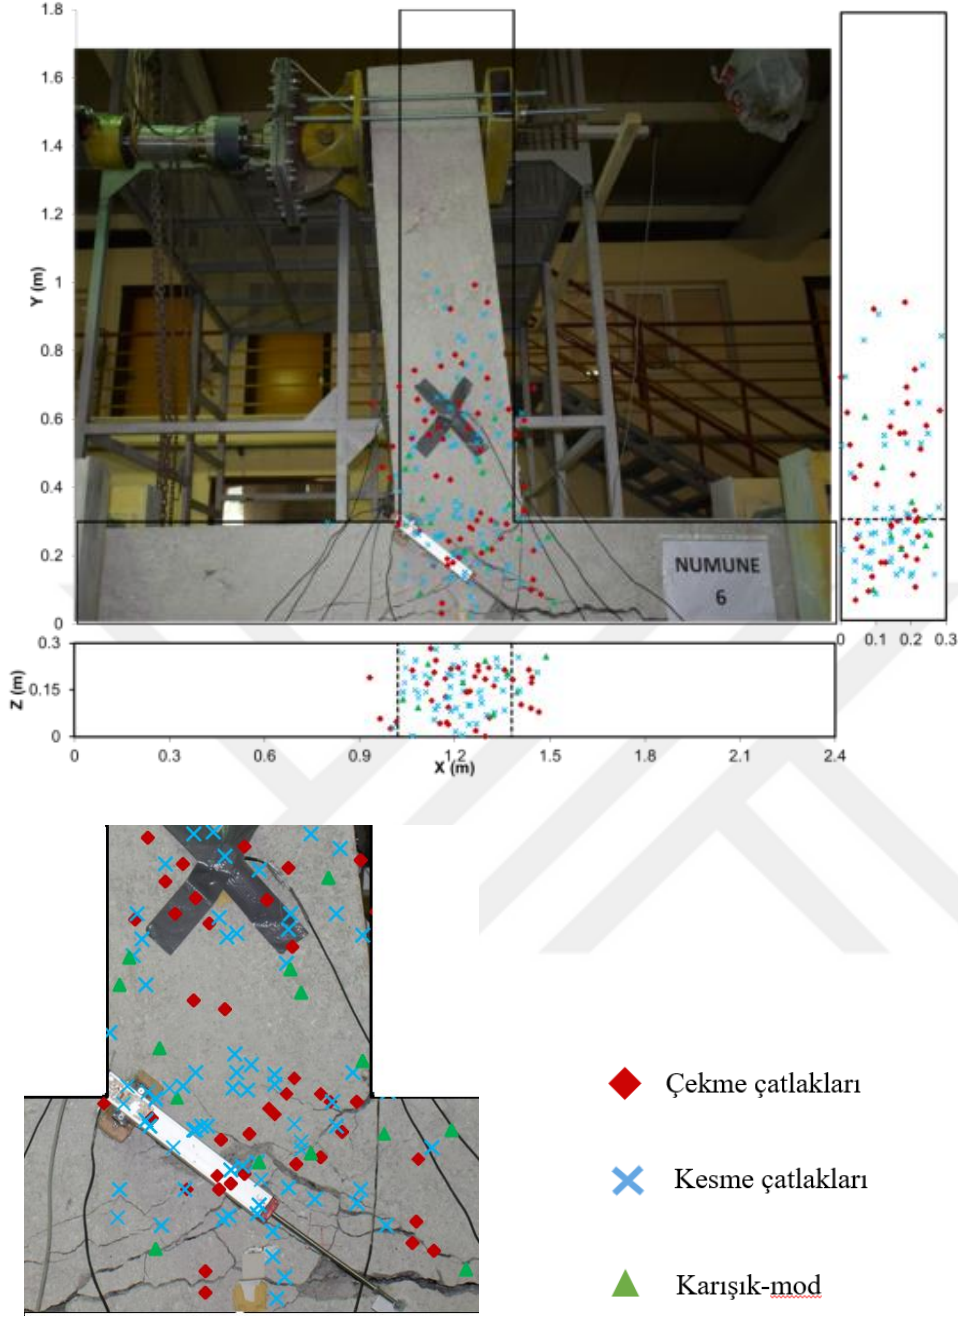 1.8
1.6
1.4
1.2
1
0.8
0.6
0.4
0.2
0
Y (m)
NUMUNE
6
0 0.1 0.2 0.3
0.3
0.15
0
Z (m)
0 0.3 0.6 0.9 1.2 1.5 1.8 2.1 2.4
X (m)
Çekme çatlakları
Kesme çatlakları
Karışık-mod